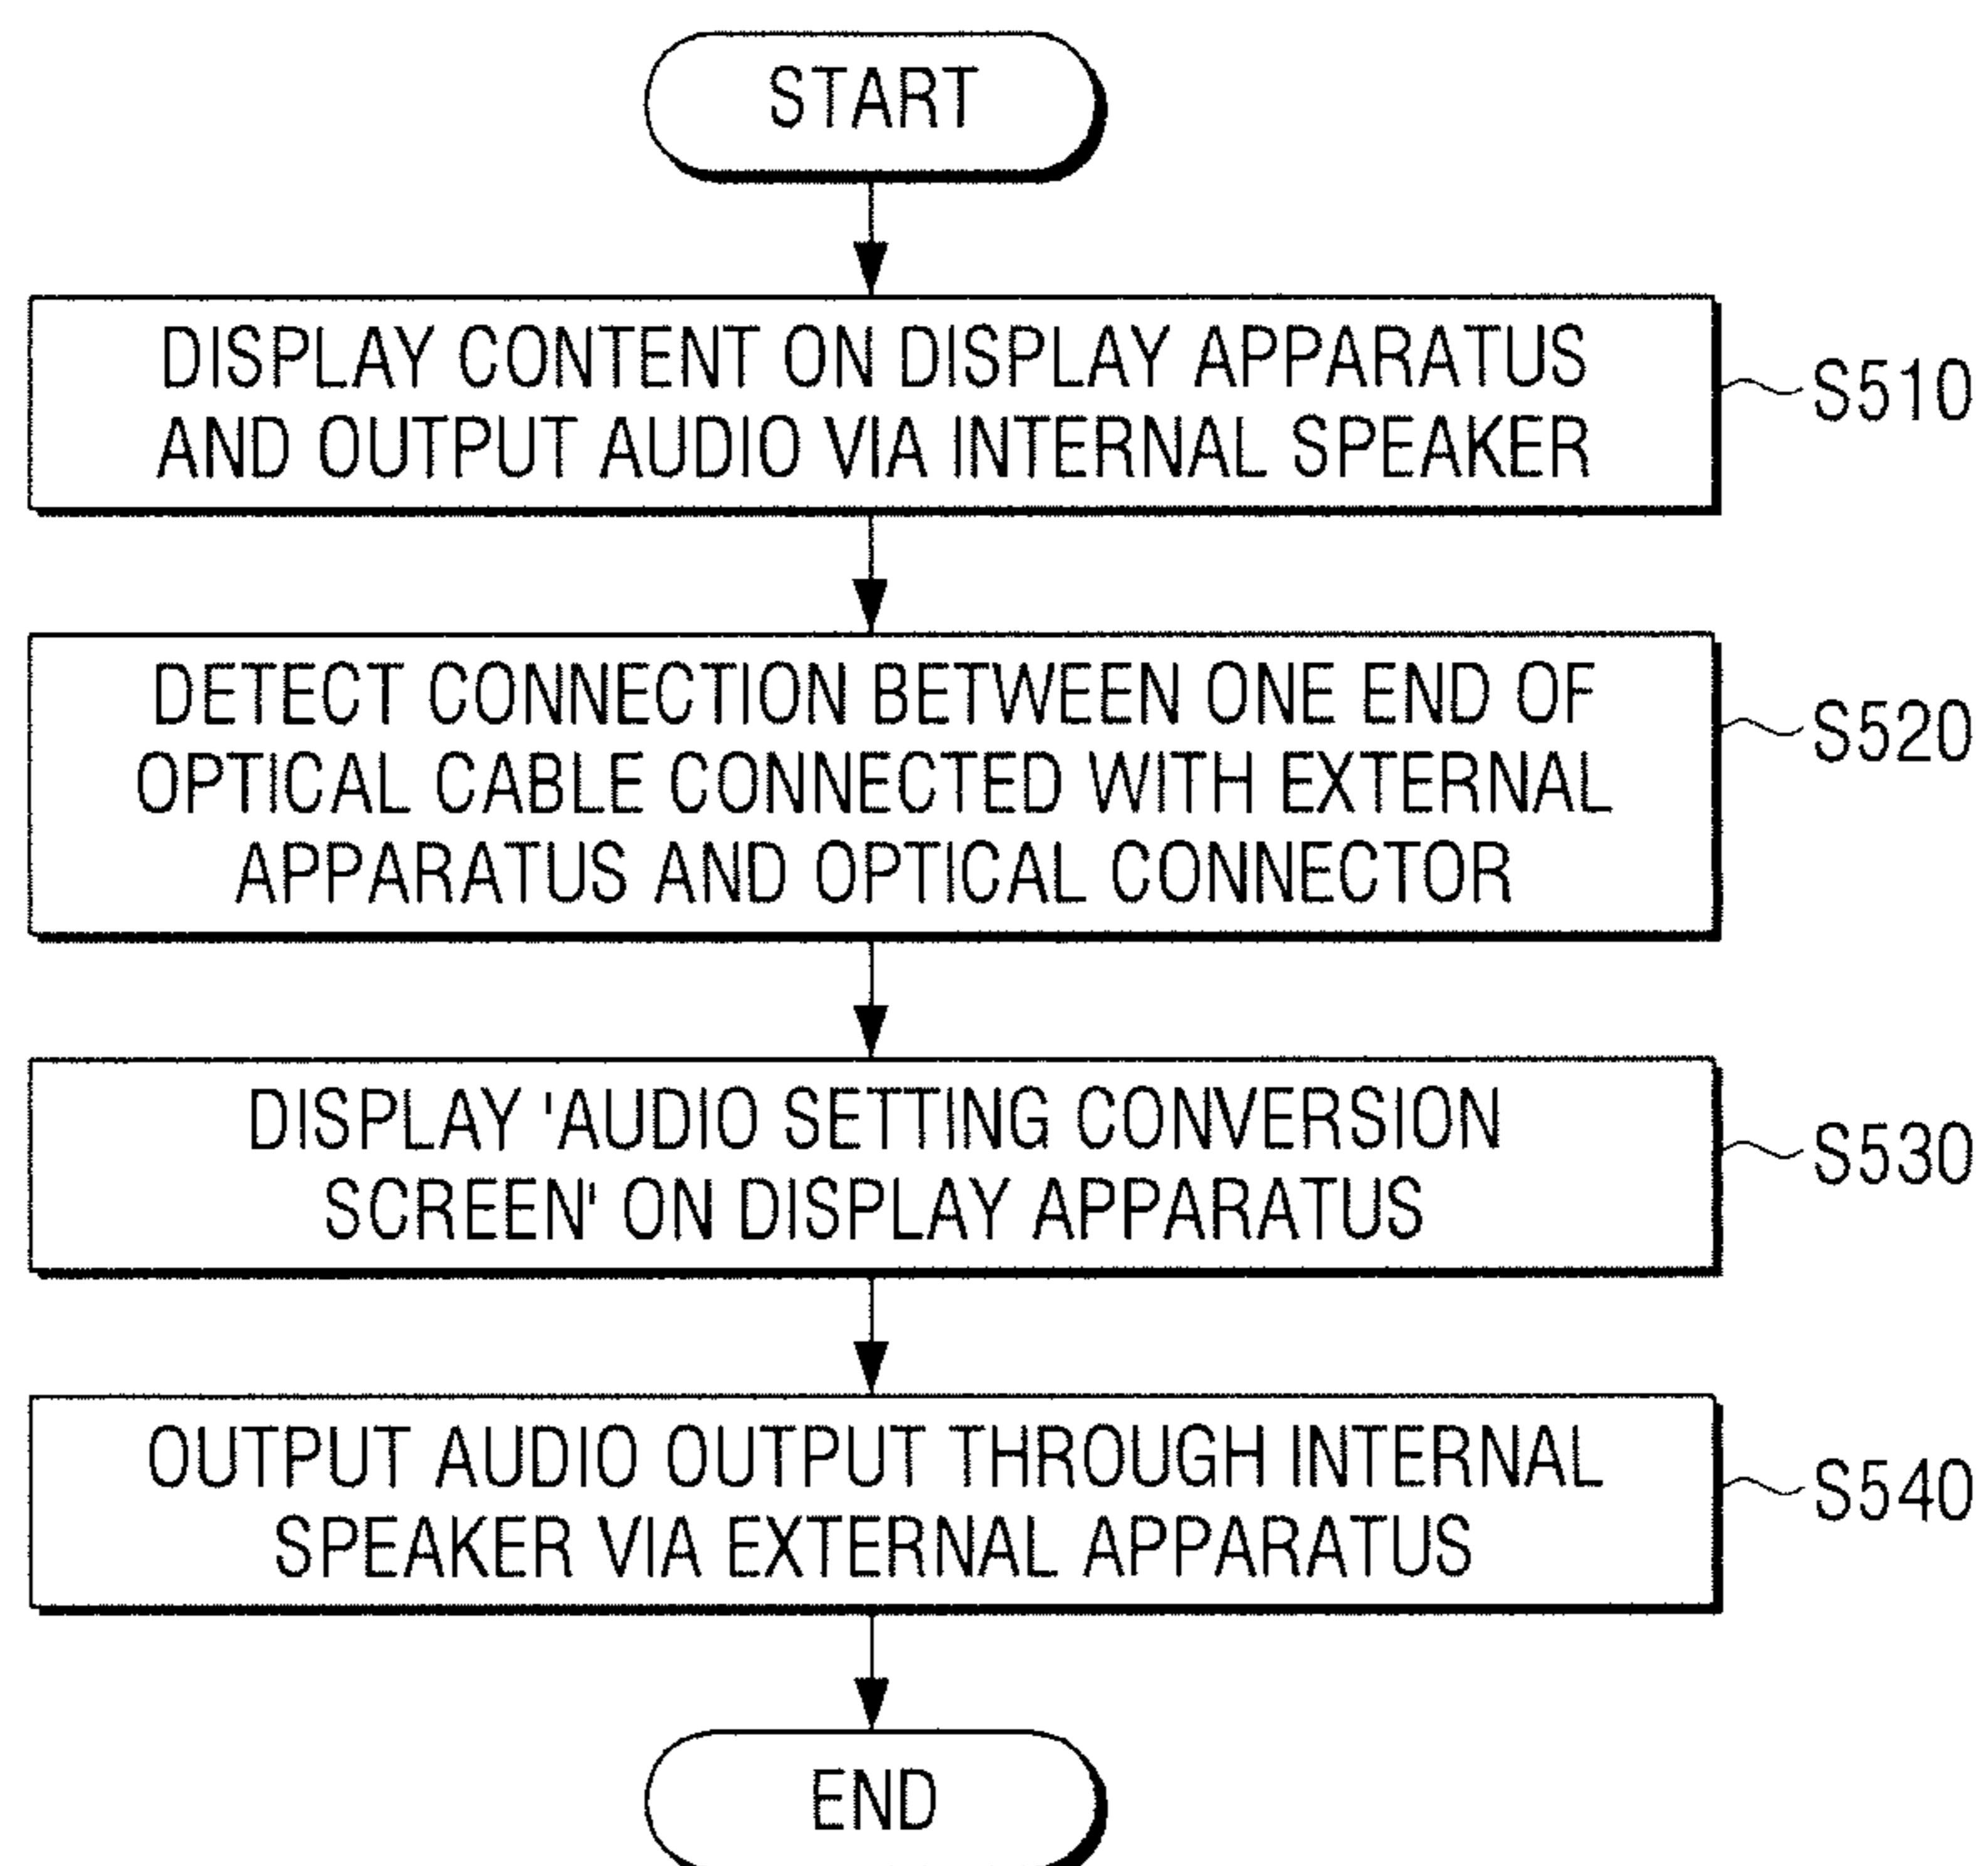 START
DISPLAY CONTENT ON DISPLAY APPARATUS
AND OUTPUT AUDIO VIA INTERNAL SPEAKER
S510
DETECT CONNECTION BETWEEN ONE END OF
OPTICAL CABLE CONNECTED WITH EXTERNAL
APPARATUS AND OPTICAL CONNECTOR
S520
DISPLAY 'AUDIO SETTING CONVERSION
SCREEN' ON DISPLAY APPARATUS
S530
OUTPUT AUDIO OUTPUT THROUGH INTERNAL
SPEAKER VIA EXTERNAL APPARATUS
S540
END